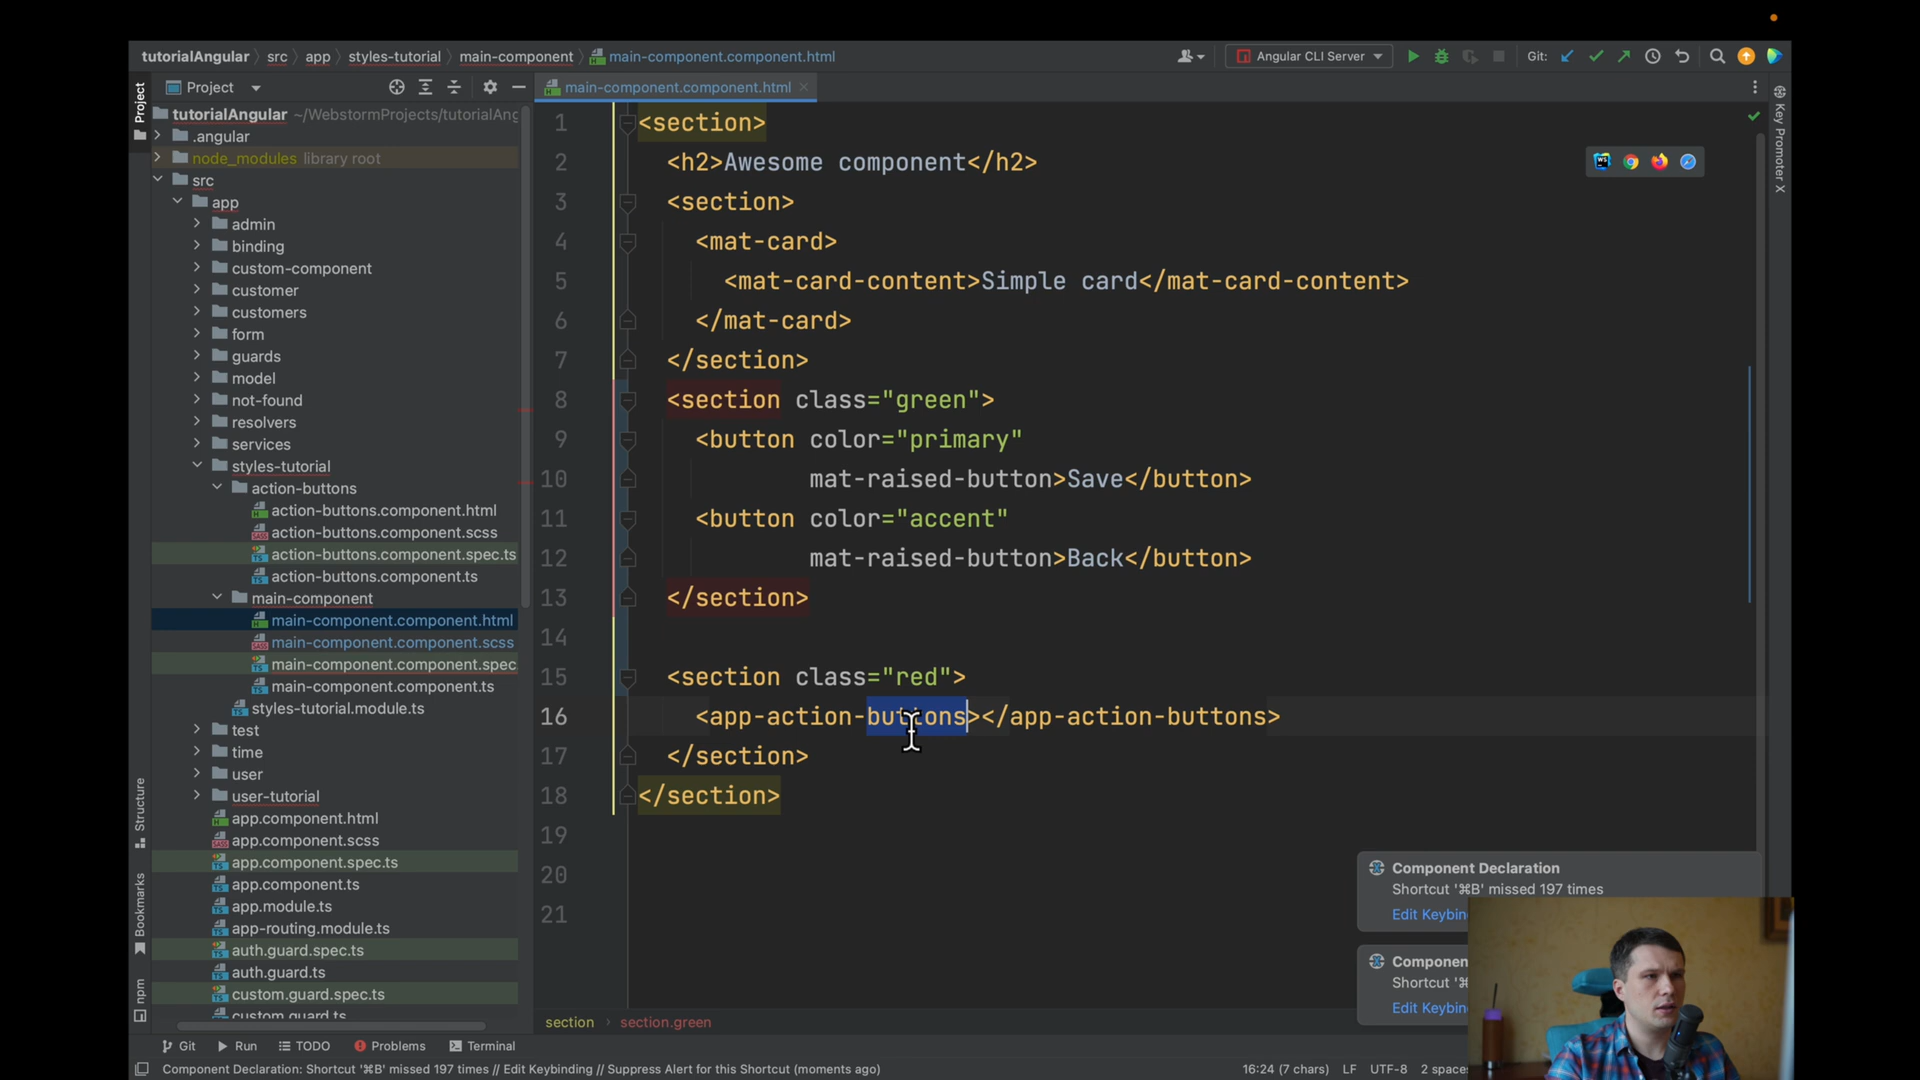 tutorialAngular
src
app
styles-tutorial
main-component
main-component.component.html
Angular CLI Server
Git:
Project
Project
main-component.component.html
tutorialAngular ~/WebstormProjects/tutorialAng
.angular
node_modules library root
src
app
admin
binding
custom-component
customer
customers
form
guards
model
not-found
resolvers
services
styles-tutorial
action-buttons
action-buttons.component.html
action-buttons.component.scss
action-buttons.component.spec.ts
action-buttons.component.ts
main-component
main-component.component.html
main-component.component.scss
main-component.component.spec
main-component.component.ts
styles-tutorial.module.ts
test
time
user
user-tutorial
app.component.html
app.component.scss
app.component.spec.ts
app.component.ts
app.module.ts
app-routing.module.ts
auth.guard.spec.ts
auth.guard.ts
custom.guard.spec.ts
custom.guard.ts
1 <section>
2 <h2>Awesome component</h2>
3 <section>
4 <mat-card>
5 <mat-card-content>Simple card</mat-card-content>
6 </mat-card>
7 </section>
8 <section class="green">
9 <button color="primary"
10 mat-raised-button>Save</button>
11 <button color="accent"
12 mat-raised-button>Back</button>
13 </section>
14
15 <section class="red">
16 <app-action-buttons></app-action-buttons>
17 </section>
18 </section>
19
20
21
Key Promoter X
Structure
Bookmarks
npm
Component Declaration
Shortcut '⌘B' missed 197 times
Edit Keybin
Componen
Shortcut '⌘
Edit Keybin
section
section.green
Git
Run
TODO
Problems
Terminal
Component Declaration: Shortcut '⌘B' missed 197 times // Edit Keybinding // Suppress Alert for this Shortcut (moments ago)
16:24 (7 chars)
LF
UTF-8
2 spaces